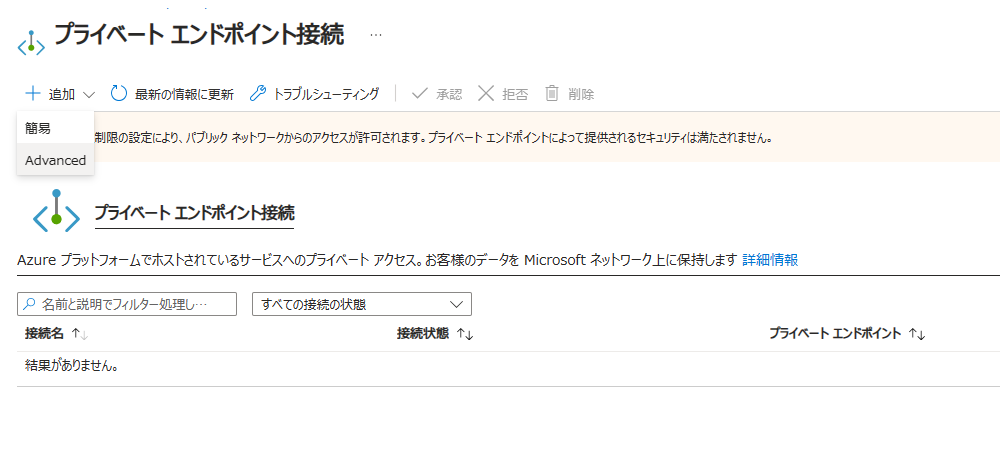 プライベート エンドポイント接続 …
追加 最新の情報に更新 トラブルシューティング 承認 拒否 削除
簡易
制限の設定により、パブリック ネットワークからのアクセスが許可されます。プライベート エンドポイントによって提供されるセキュリティは満たされません。
Advanced
プライベート エンドポイント接続
Azure プラットフォームでホストされているサービスへのプライベート アクセス。お客様のデータを Microsoft ネットワーク上に保持します 詳細情報
名前と説明でフィルター処理し… すべての接続の状態
接続名 ↑↓ 接続状態 ↑↓ プライベート エンドポイント ↑↓
結果がありません。